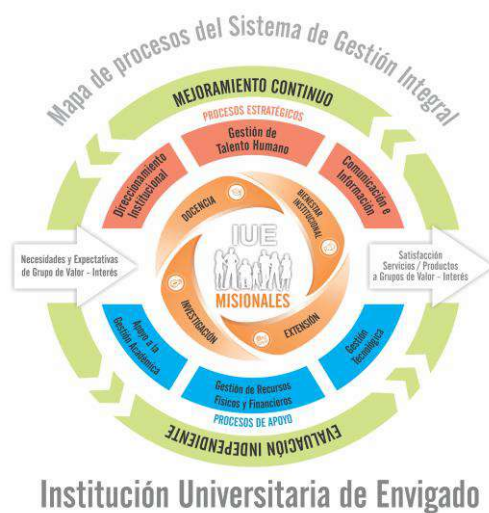 Mapa de procesos del Sistema de Gestión Integral
MEJORAMIENTO CONTINUO
PROCESOS ESTRATÉGICOS
Direccionamiento
Institucional
Gestión de
Talento Humano
Comunicación e
Información
DOCENCIA
BIENESTAR
INSTITUCIONAL
IUE
MISIONALES
INVESTIGACIÓN
EXTENSIÓN
Necesidades y Expectativas
de Grupo de Valor – Interés
Satisfacción
Servicios / Productos
a Grupos de Valor – Interés
Apoyo a la
Gestión Académica
Gestión de Recursos
Físicos y Financieros
Gestión
Tecnológica
PROCESOS DE APOYO
EVALUACIÓN INDEPENDIENTE
Institución Universitaria de Envigado